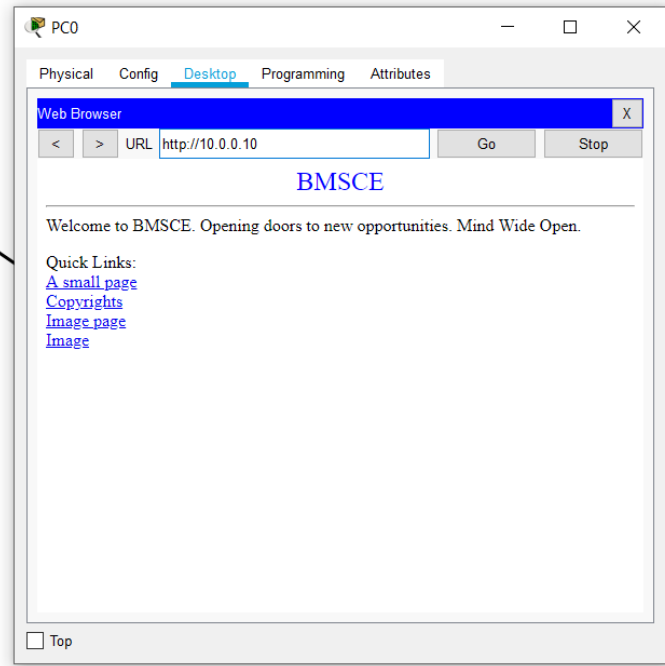 PC0
Physical Config Desktop Programming Attributes
Web Browser X
< > URL http://10.0.0.10 Go Stop
BMSCE
Welcome to BMSCE. Opening doors to new opportunities. Mind Wide Open.
Quick Links:
A small page
Copyrights
Image page
Image
Top